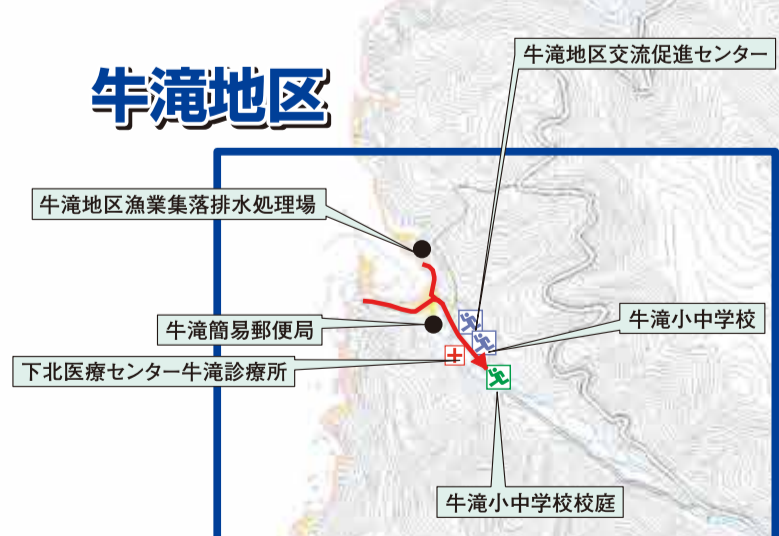 牛滝地区交流促進センター
牛滝地区
牛滝地区漁業集落排水処理場
牛滝小中学校
牛滝簡易郵便局
下北医療センター牛滝診療所
牛滝小中学校校庭